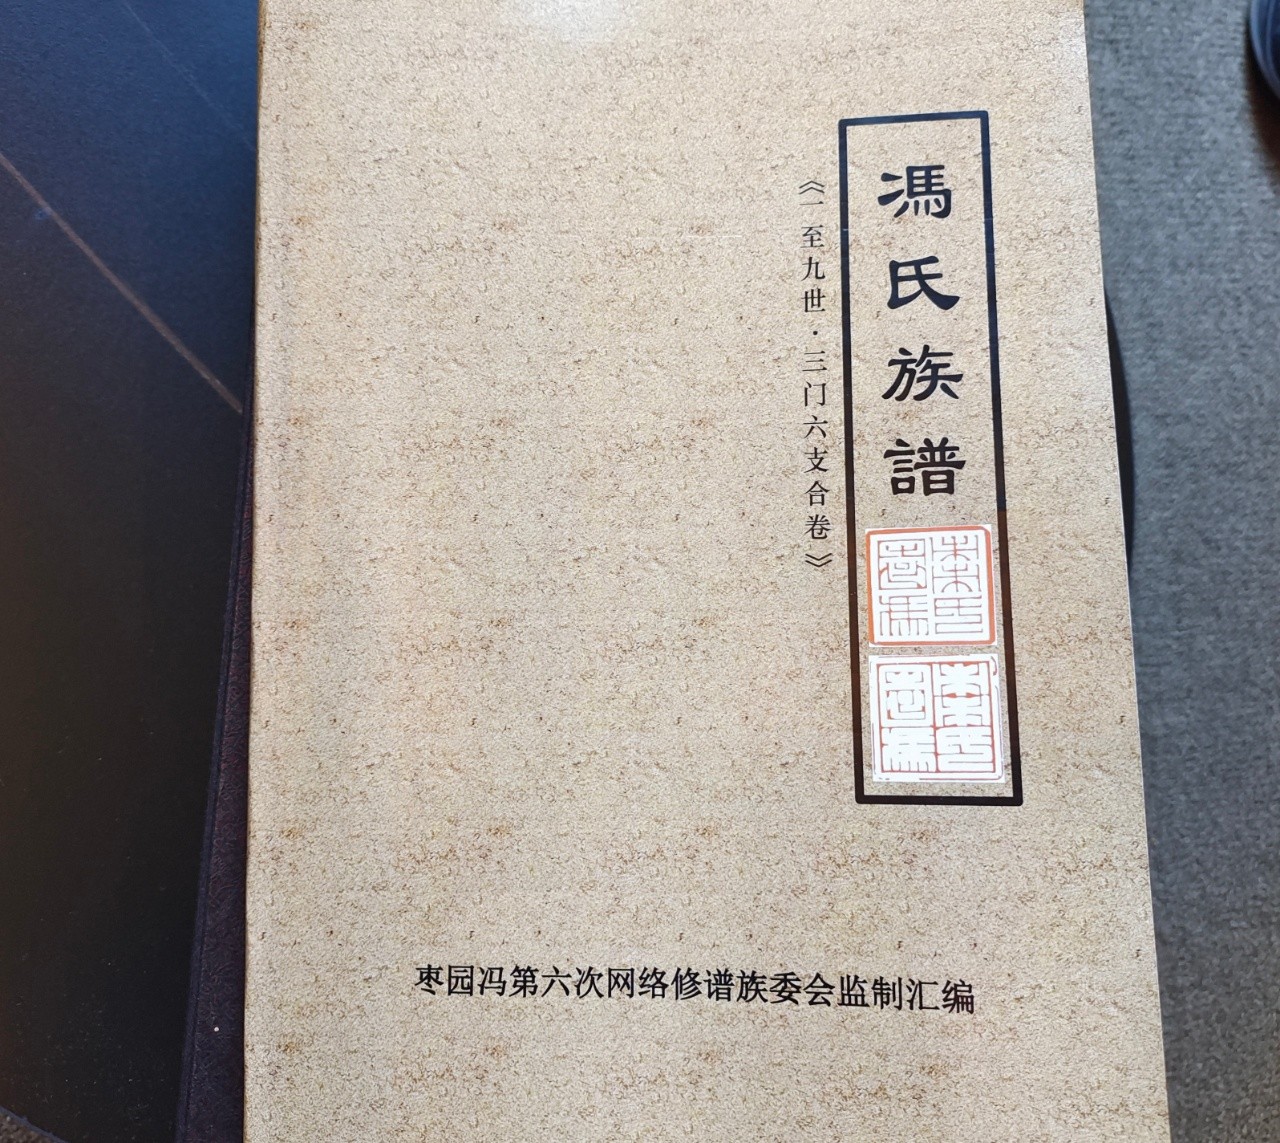 馮氏族譜
《一至九世·三门六支合卷》
枣园冯第六次网络修谱族委会监制汇编